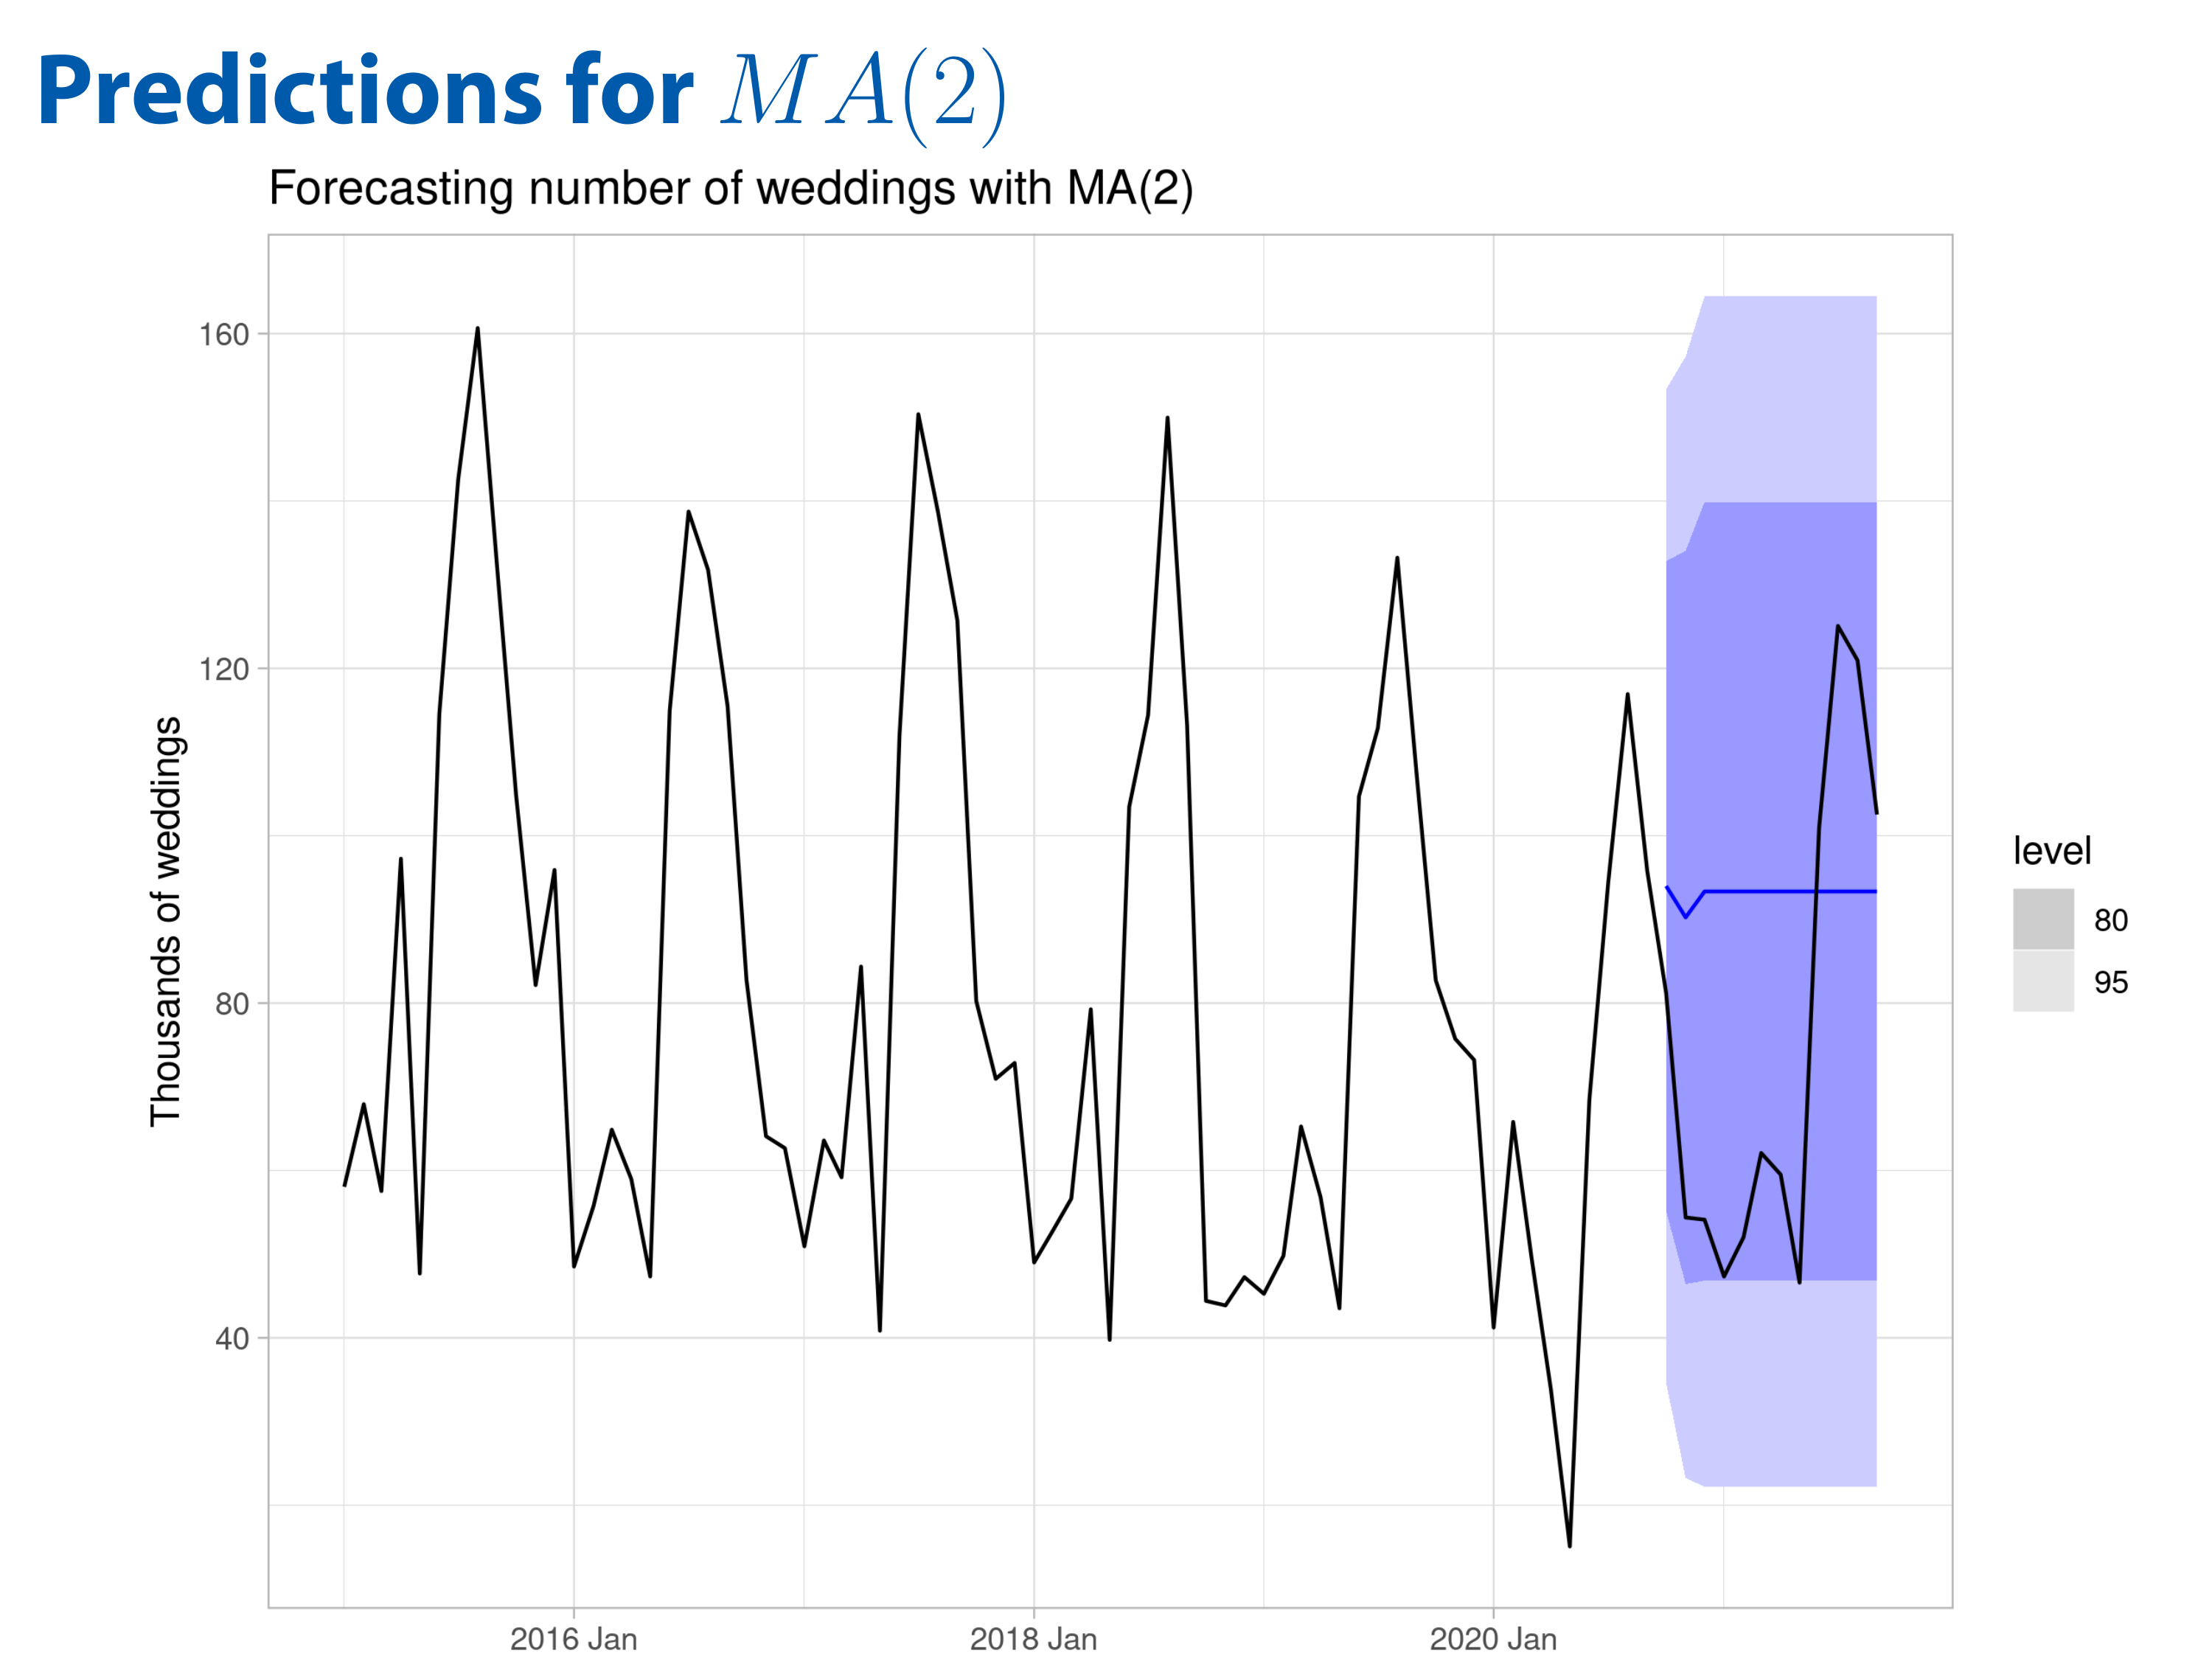 Predictions for MA(2)
Forecasting number of weddings with MA(2)
160
120
80
40
Thousands of weddings
2016 Jan
2018 Jan
2020 Jan
level
80
95